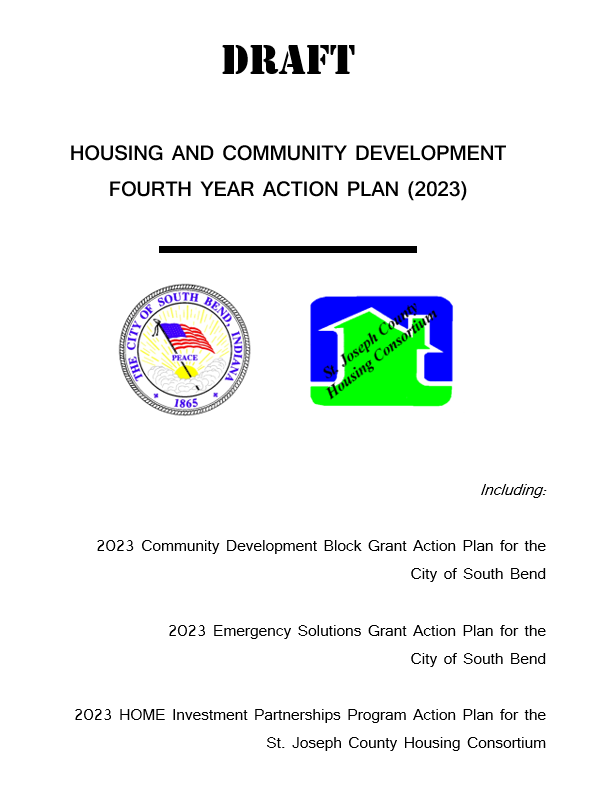 DRAFT
HOUSING AND COMMUNITY DEVELOPMENT
FOURTH YEAR ACTION PLAN (2023)
THE CITY OF SOUTH BEND, INDIANA
PEACE
1865
St. Joseph County
Housing Consortium
Including:
2023 Community Development Block Grant Action Plan for the
City of South Bend
2023 Emergency Solutions Grant Action Plan for the
City of South Bend
2023 HOME Investment Partnerships Program Action Plan for the
St. Joseph County Housing Consortium